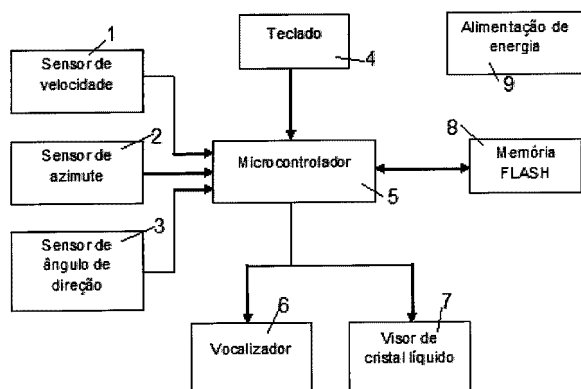 1
Sensor de
velocidade
2
Sensor de
azimute
3
Sensor de
ângulo de
direção
Teclado
4
Microcontrolador
5
Alimentação de
energia
9
8
Memória
FLASH
6
Vocalizador
7
Visor de
cristal líquido